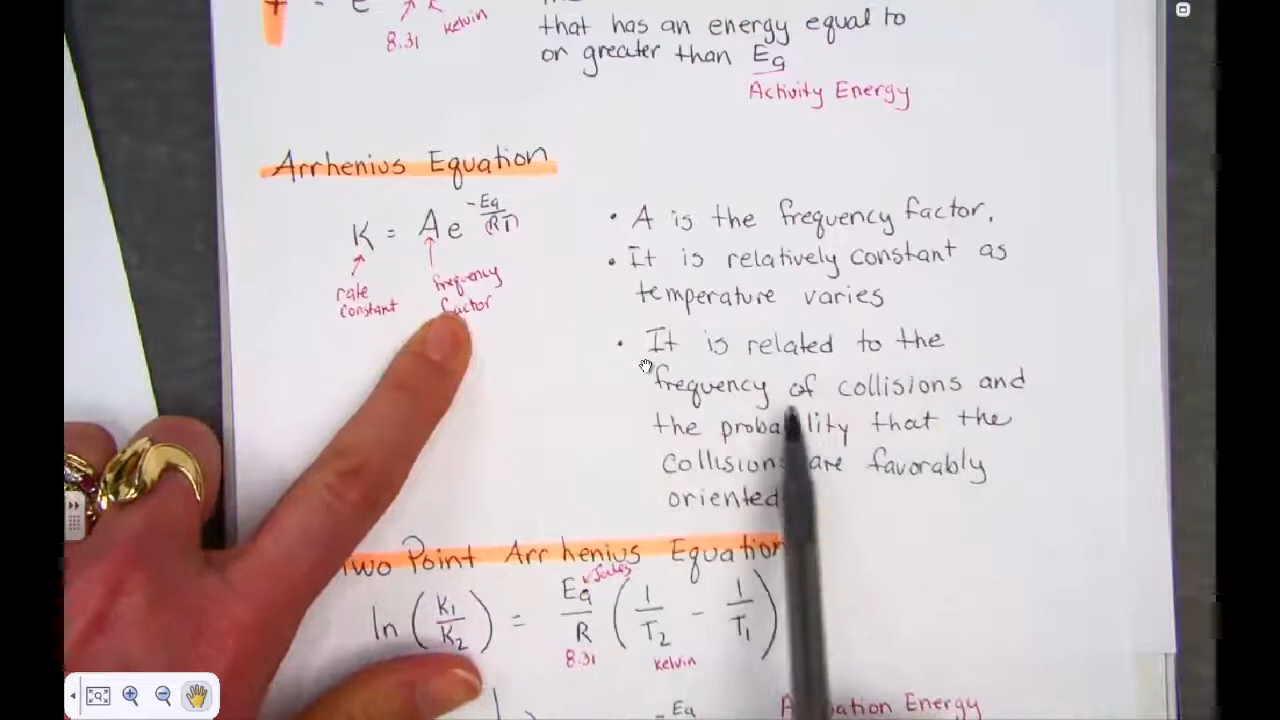 = e
8.31 kelvin
that has an energy equal to
or greater than Ea
Activity Energy
Arrhenius Equation
K = Ae -Ea/RT
rate constant
frequency factor
• A is the frequency factor.
• It is relatively constant as
temperature varies
• It is related to the
frequency of collisions and
the probability that the
collisions are favorably
oriented
Two Point Arrhenius Equation
ln (K1/K2) = Ea/R (1/T2 - 1/T1)
Joules
8.31 kelvin
-Ea
Energy